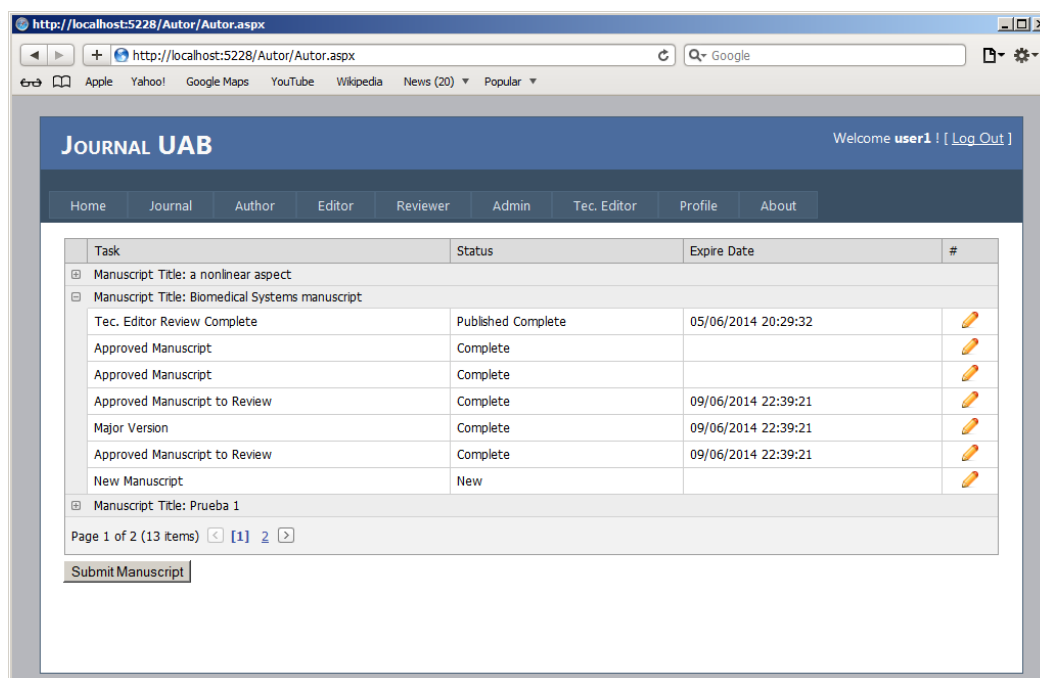 http://localhost:5228/Autor/Autor.aspx
http://localhost:5228/Autor/Autor.aspx Google
Apple Yahoo! Google Maps YouTube Wikipedia News (20) Popular
JOURNAL UAB
Welcome user1 ! [ Log Out ]
Home Journal Author Editor Reviewer Admin Tec. Editor Profile About
Task Status Expire Date #
Manuscript Title: a nonlinear aspect
Manuscript Title: Biomedical Systems manuscript
Tec. Editor Review Complete Published Complete 05/06/2014 20:29:32
Approved Manuscript Complete
Approved Manuscript Complete
Approved Manuscript to Review Complete 09/06/2014 22:39:21
Major Version Complete 09/06/2014 22:39:21
Approved Manuscript to Review Complete 09/06/2014 22:39:21
New Manuscript New
Manuscript Title: Prueba 1
Page 1 of 2 (13 items) < [1] 2 >
Submit Manuscript